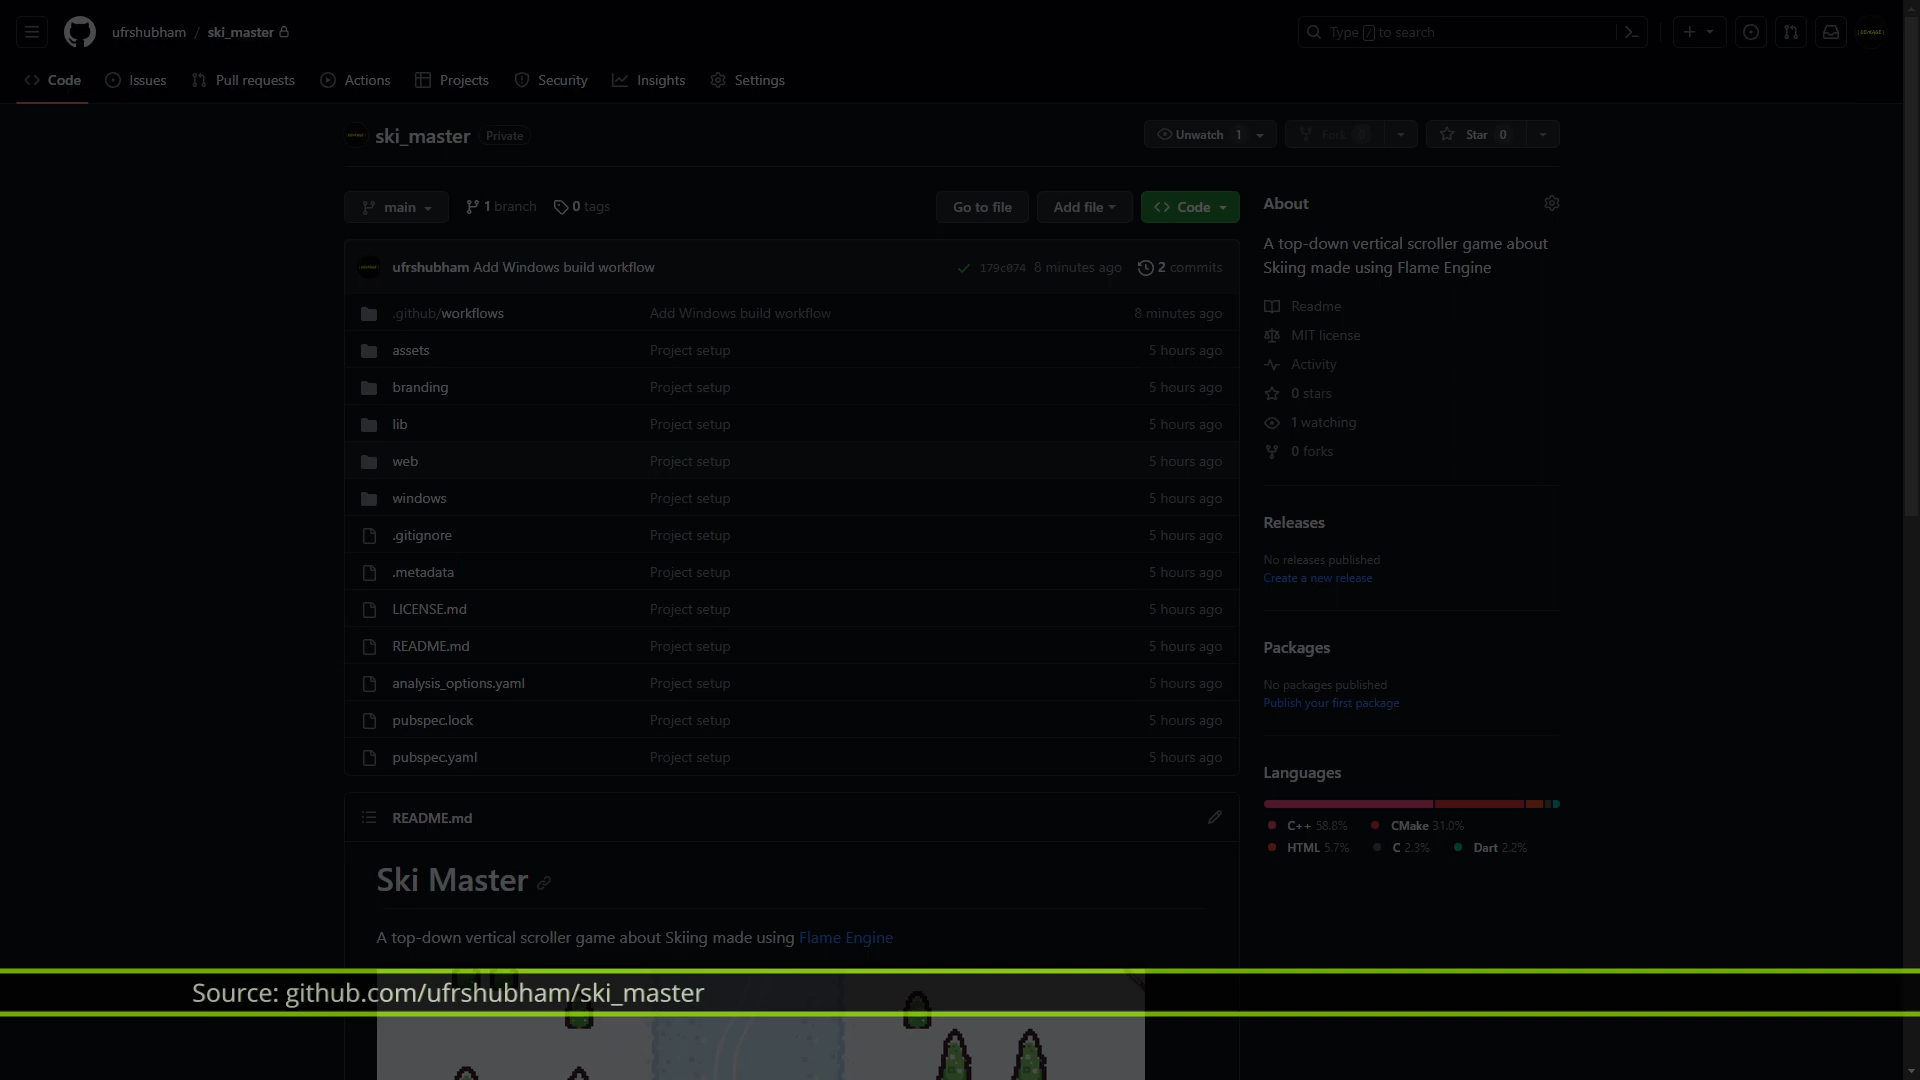 ufrshubham / ski_master
Type / to search
Code
Issues
Pull requests
Actions
Projects
Security
Insights
Settings
ski_master
Private
Unwatch 1
Fork 0
Star 0
main
1 branch
0 tags
Go to file
Add file
Code
ufrshubham Add Windows build workflow
179c074 8 minutes ago
2 commits
.github/workflows Add Windows build workflow 8 minutes ago
assets Project setup 5 hours ago
branding Project setup 5 hours ago
lib Project setup 5 hours ago
web Project setup 5 hours ago
windows Project setup 5 hours ago
.gitignore Project setup 5 hours ago
.metadata Project setup 5 hours ago
LICENSE.md Project setup 5 hours ago
README.md Project setup 5 hours ago
analysis_options.yaml Project setup 5 hours ago
pubspec.lock Project setup 5 hours ago
pubspec.yaml Project setup 5 hours ago
README.md
Ski Master
A top-down vertical scroller game about Skiing made using Flame Engine
About
A top-down vertical scroller game about
Skiing made using Flame Engine
Readme
MIT license
Activity
0 stars
1 watching
0 forks
Releases
No releases published
Create a new release
Packages
No packages published
Publish your first package
Languages
C++ 58.8% CMake 31.0%
HTML 5.7% C 2.3% Dart 2.2%
Source: github.com/ufrshubham/ski_master